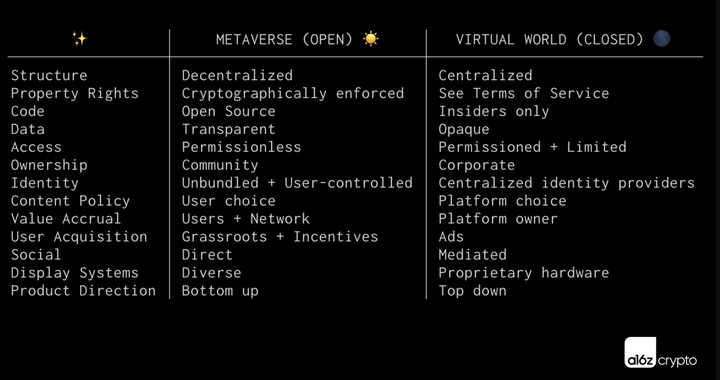 ✨ METAVERSE (OPEN) ☀️ VIRTUAL WORLD (CLOSED) 🌑
Structure Decentralized Centralized
Property Rights Cryptographically enforced See Terms of Service
Code Open Source Insiders only
Data Transparent Opaque
Access Permissionless Permissioned + Limited
Ownership Community Corporate
Identity Unbundled + User-controlled Centralized identity providers
Content Policy User choice Platform choice
Value Accrual Users + Network Platform owner
User Acquisition Grassroots + Incentives Ads
Social Direct Mediated
Display Systems Diverse Proprietary hardware
Product Direction Bottom up Top down
a16z crypto